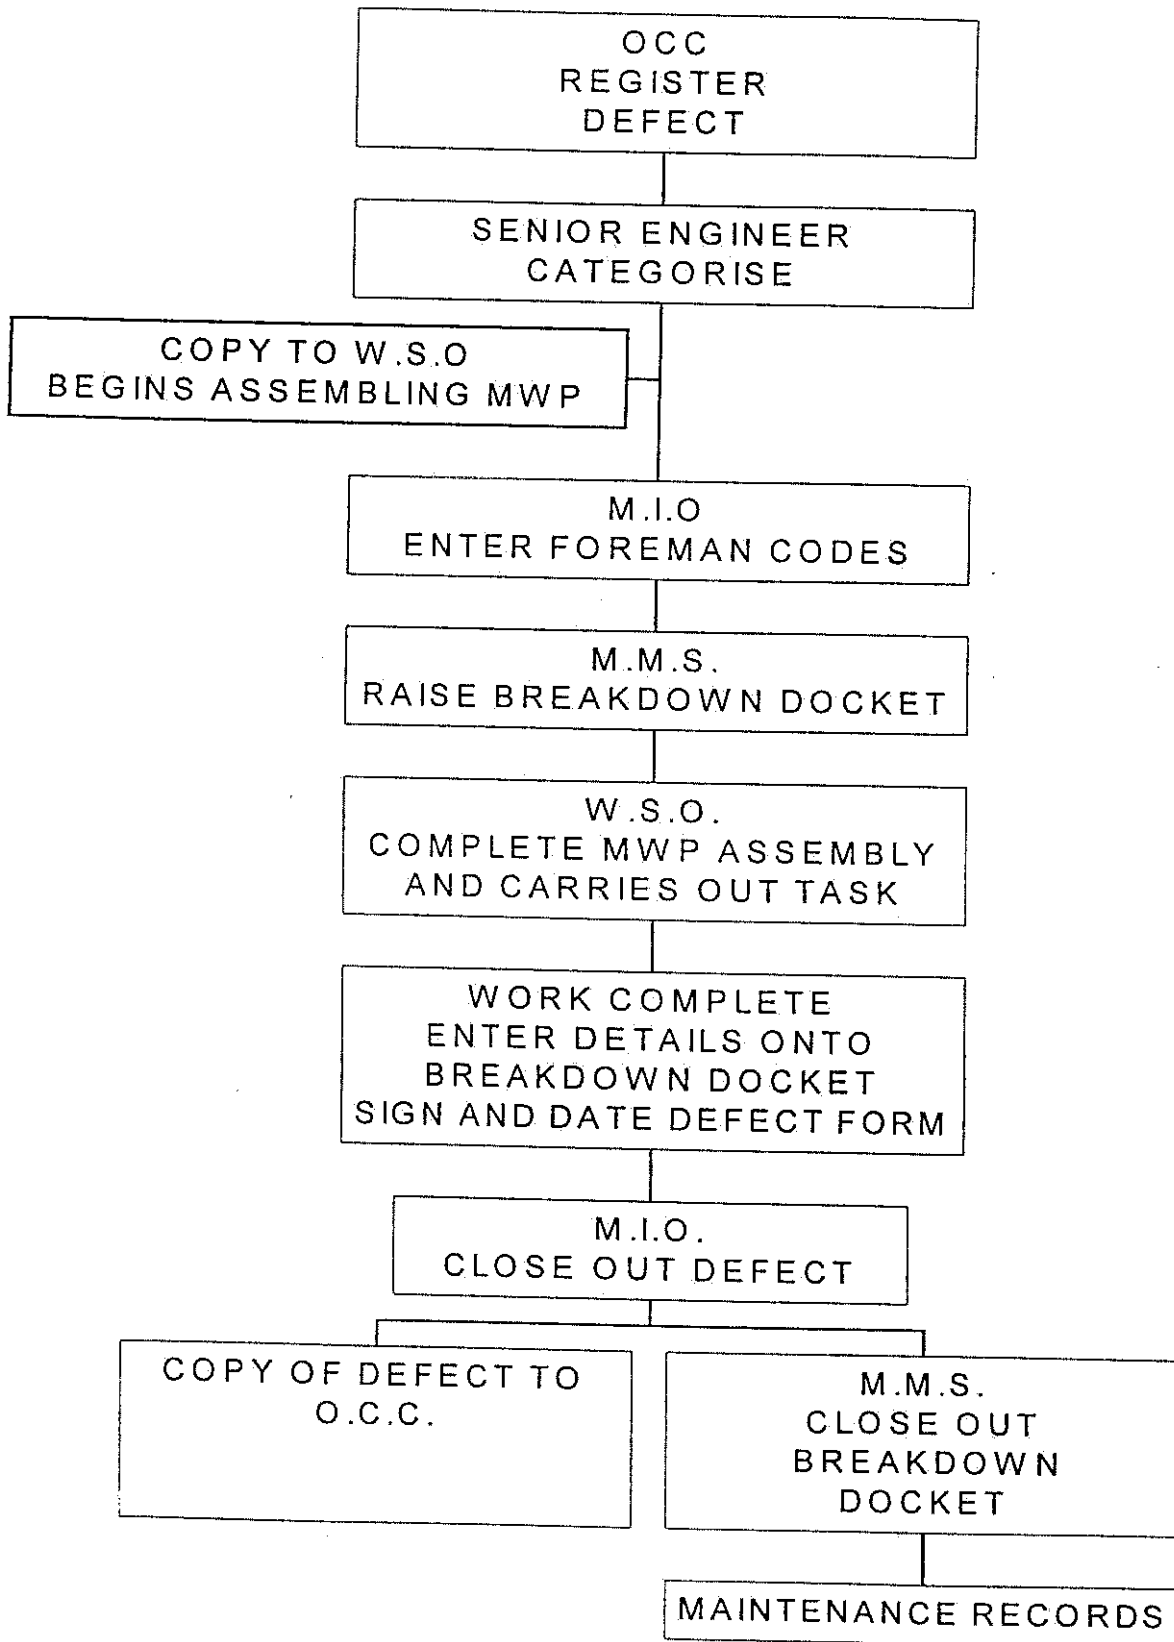 OCC
REGISTER
DEFECT
SENIOR ENGINEER
CATEGORISE
COPY TO W.S.O
BEGINS ASSEMBLING MWP
M.I.O
ENTER FOREMAN CODES
M.M.S.
RAISE BREAKDOWN DOCKET
W.S.O.
COMPLETE MWP ASSEMBLY
AND CARRIES OUT TASK
WORK COMPLETE
ENTER DETAILS ONTO
BREAKDOWN DOCKET
SIGN AND DATE DEFECT FORM
M.I.O.
CLOSE OUT DEFECT
COPY OF DEFECT TO
O.C.C.
M.M.S.
CLOSE OUT
BREAKDOWN
DOCKET
MAINTENANCE RECORDS